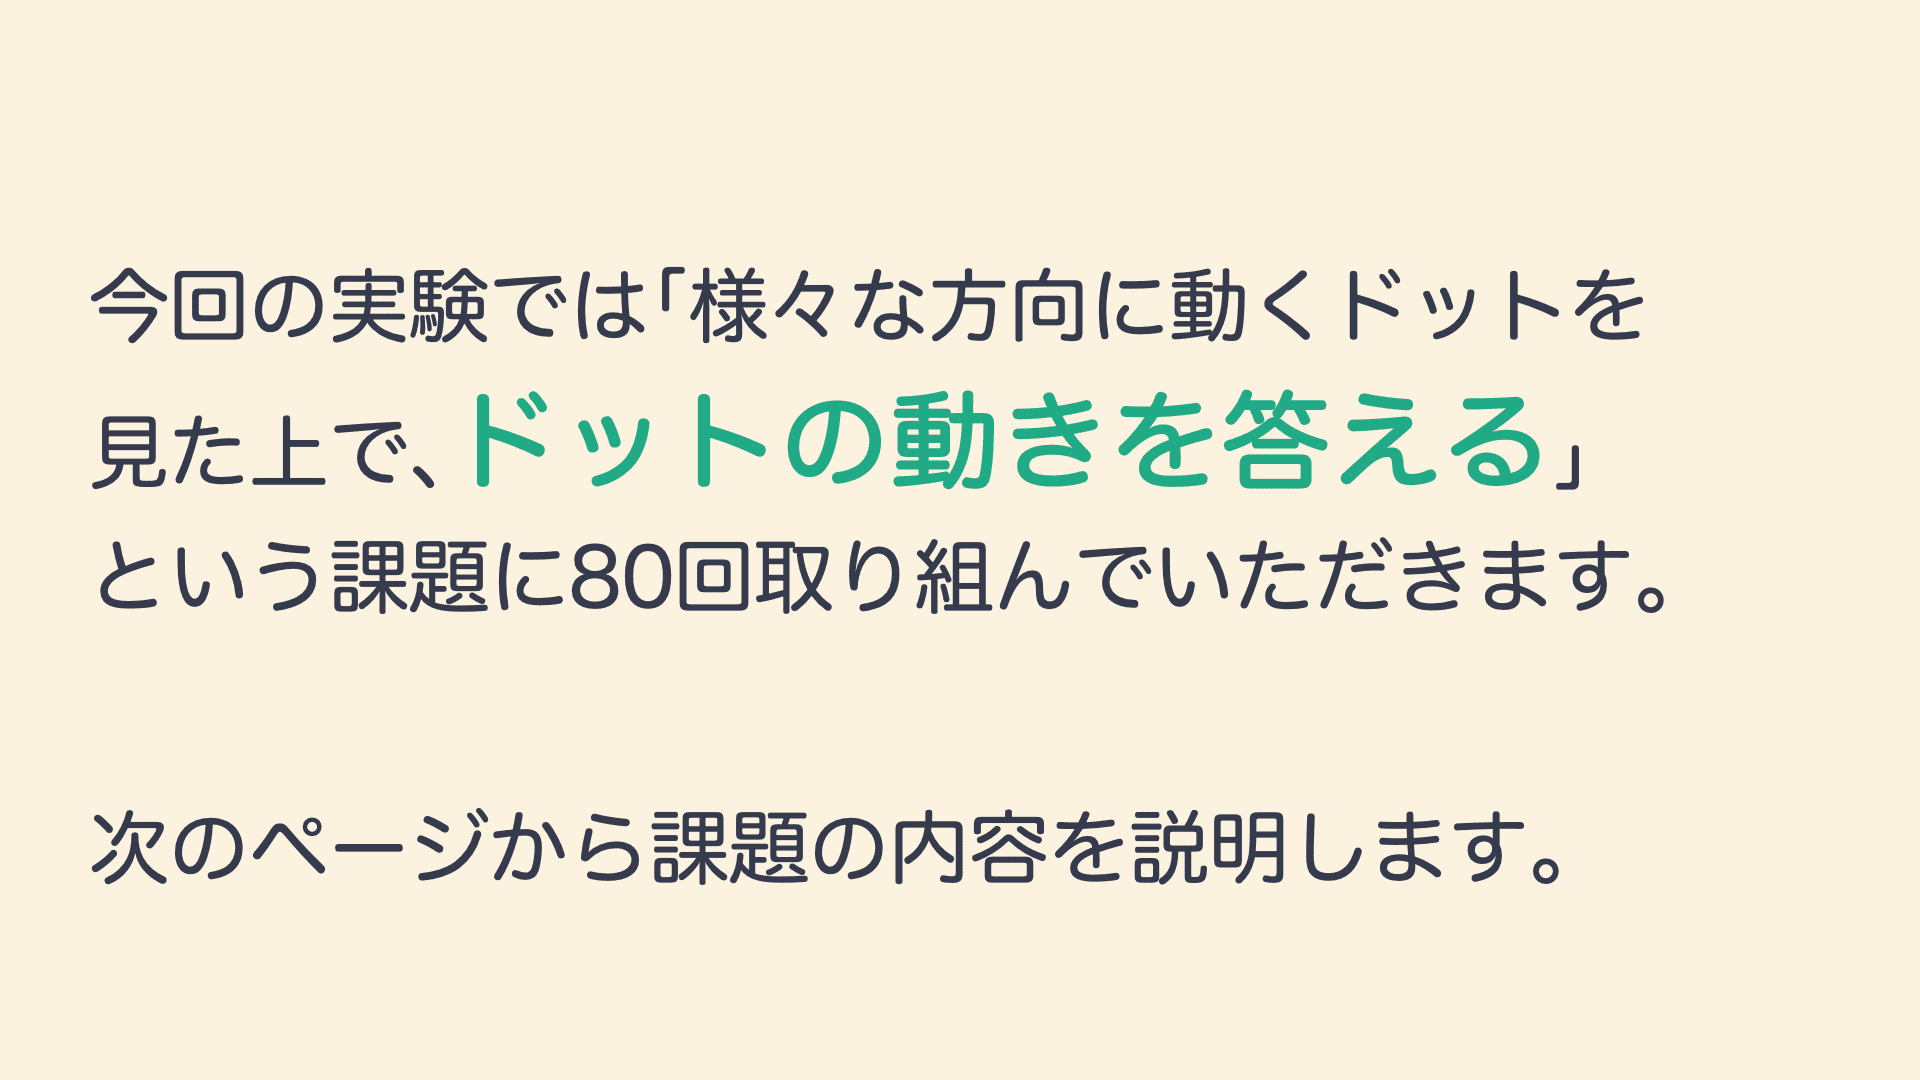 今回の実験では「様々な方向に動くドットを
見た上で、ドットの動きを答える」
という課題に80回取り組んでいただきます。
次のページから課題の内容を説明します。